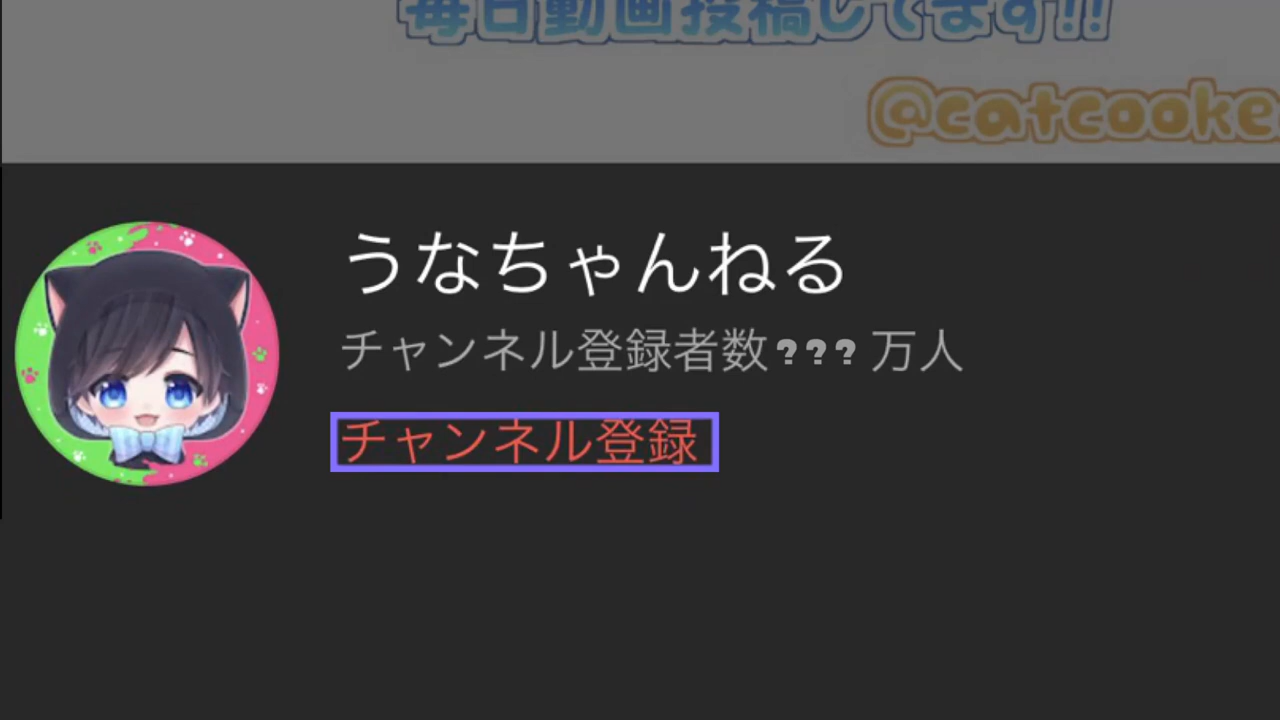 毎日動画投稿してます!!
@catcooke
うなちゃんねる
チャンネル登録者数??? 万人
チャンネル登録